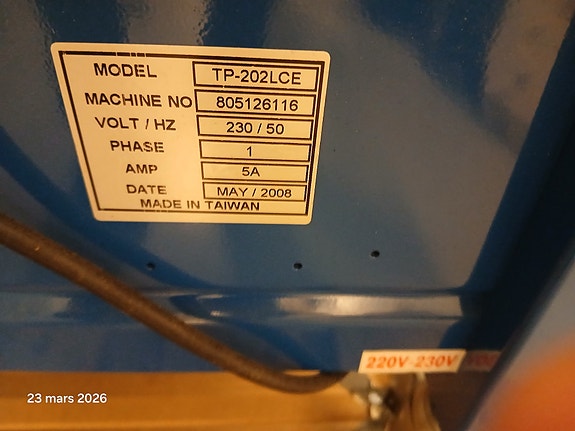 MODEL TP-202LCE
MACHINE NO 805126116
VOLT / HZ 230 / 50
PHASE 1
AMP 5A
DATE MAY / 2008
MADE IN TAIWAN
220V-230V
23 mars 2026